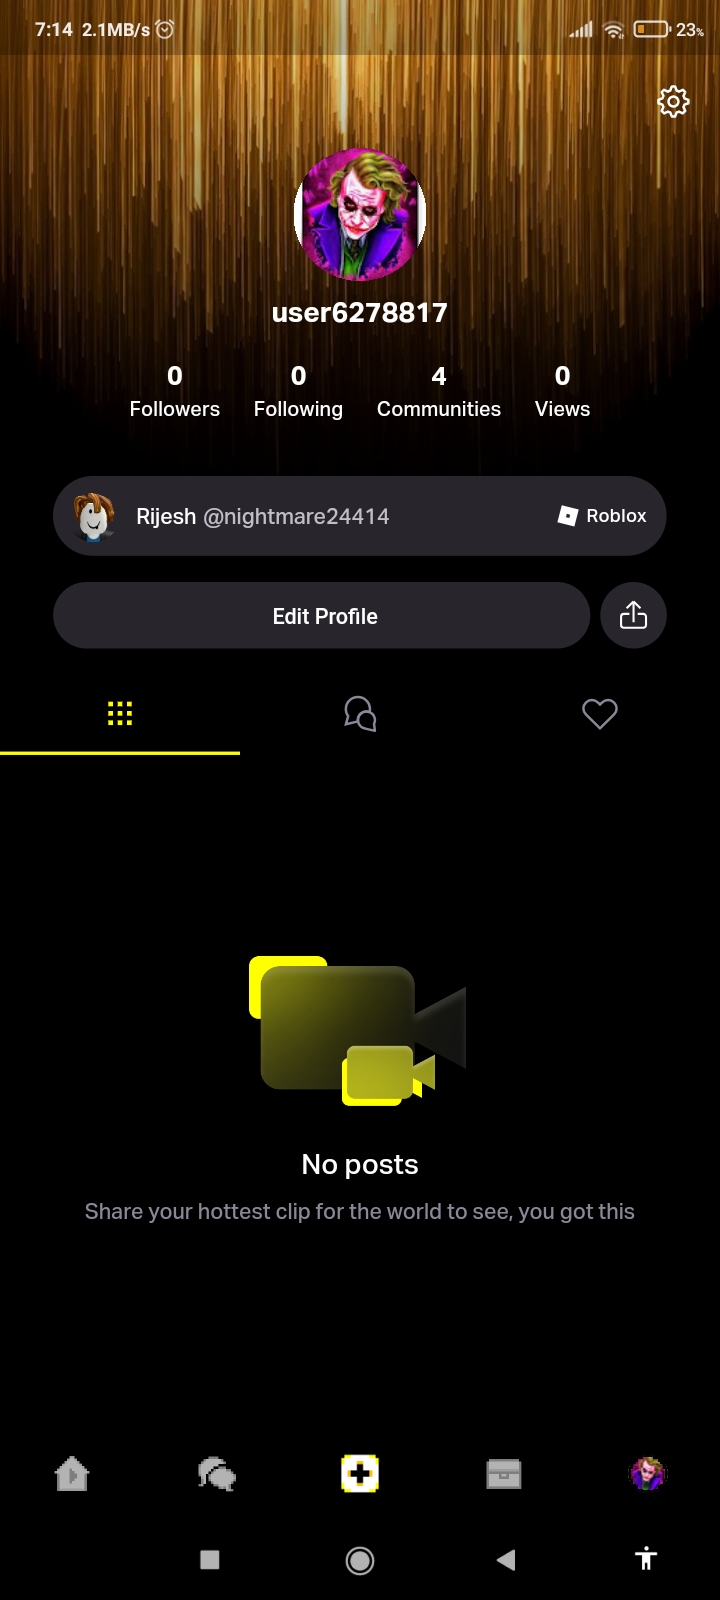 7:14 2.1MB/s 23%
user6278817
0 0 4 0
Followers Following Communities Views
Rijesh @nightmare24414 Roblox
Edit Profile
No posts
Share your hottest clip for the world to see, you got this